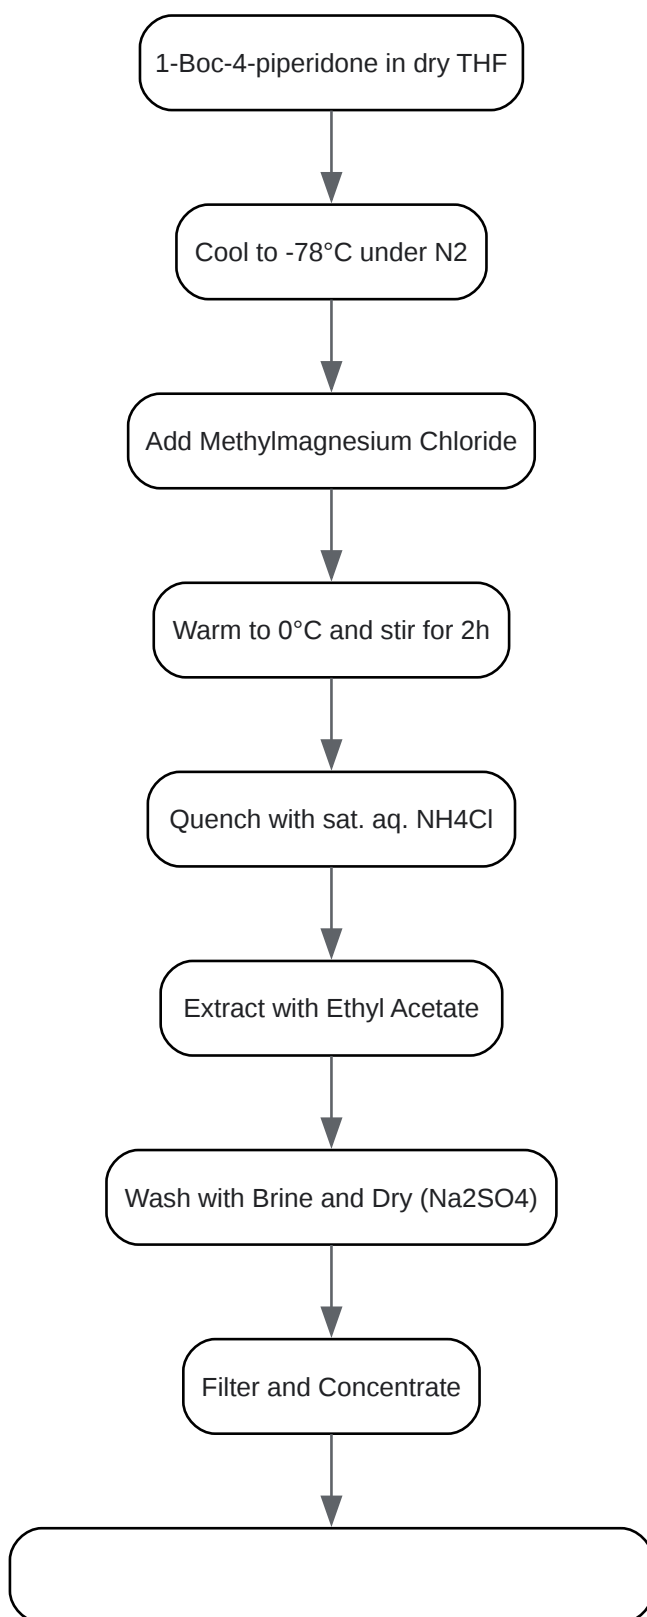 1-Boc-4-piperidone in dry THF
Cool to -78°C under N2
Add Methylmagnesium Chloride
Warm to 0°C and stir for 2h
Quench with sat. aq. NH4Cl
Extract with Ethyl Acetate
Wash with Brine and Dry (Na2SO4)
Filter and Concentrate